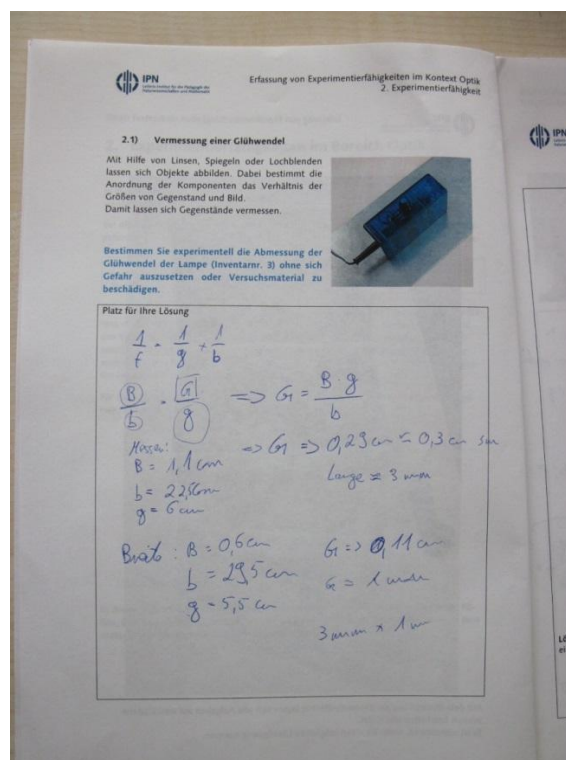 IPN
Erfassung von Experimentierfähigkeiten im Kontext Optik
2. Experimentierfähigkeit
IPN
2.1) Vermessung einer Glühwendel
Mit Hilfe von Linsen, Spiegeln oder Lochblenden
lassen sich Objekte abbilden. Dabei bestimmt die
Anordnung der Komponenten das Verhältnis der
Größen von Gegenstand und Bild.
Damit lassen sich Gegenstände vermessen.
Bestimmen Sie experimentell die Abmessung der
Glühwendel der Lampe (Inventarnr. 3) ohne sich
Gefahr auszusetzen oder Versuchsmaterial zu
beschädigen.
Platz für Ihre Lösung
1/f = 1/g + 1/b
B/b = G/g => G = B · g / b
Messen: => G => 0,29 cm ≈ 0,3 cm
B = 1,1 cm Länge ≈ 3 mm
b = 22,5 cm
g = 6 cm
Breite: B = 0,6 cm G => 0,11 cm
b = 29,5 cm G ≈ 1 mm
g = 5,5 cm
3 mm x 1 mm